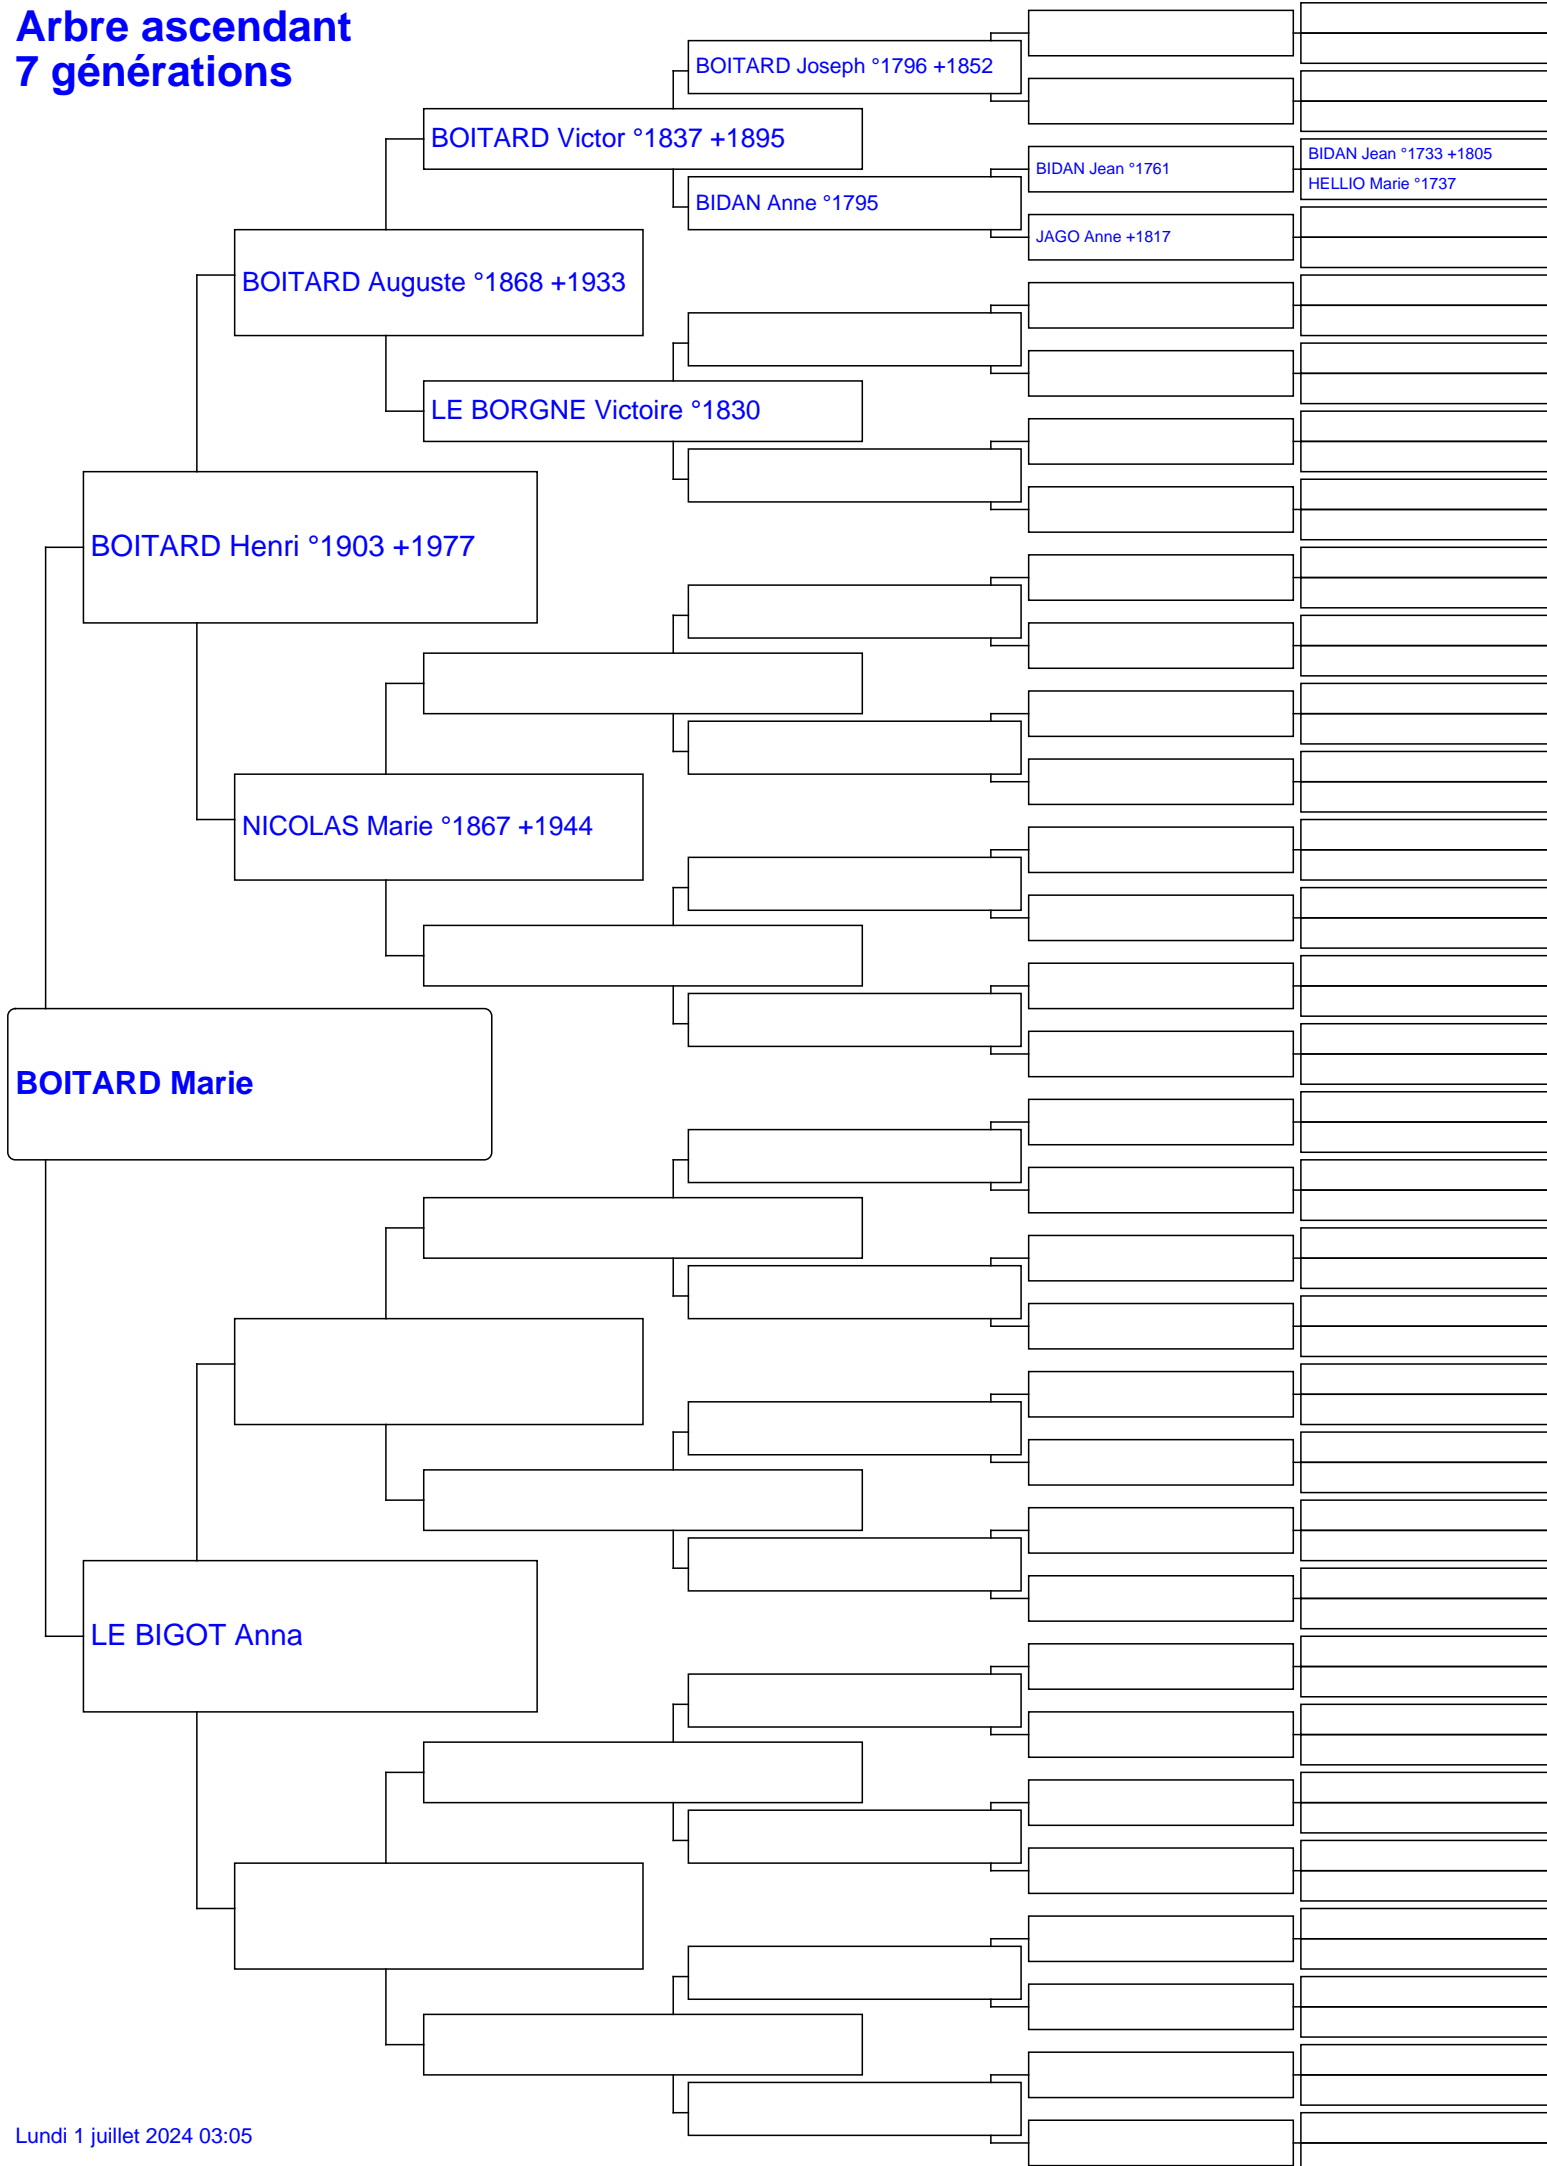 Arbre ascendant
7 générations
BOITARD Joseph °1796 +1852
BOITARD Victor °1837 +1895
BIDAN Jean °1733 +1805
BIDAN Jean °1761
HELLIO Marie °1737
BIDAN Anne °1795
JAGO Anne +1817
BOITARD Auguste °1868 +1933
LE BORGNE Victoire °1830
BOITARD Henri °1903 +1977
NICOLAS Marie °1867 +1944
BOITARD Marie
LE BIGOT Anna
Lundi 1 juillet 2024 03:05